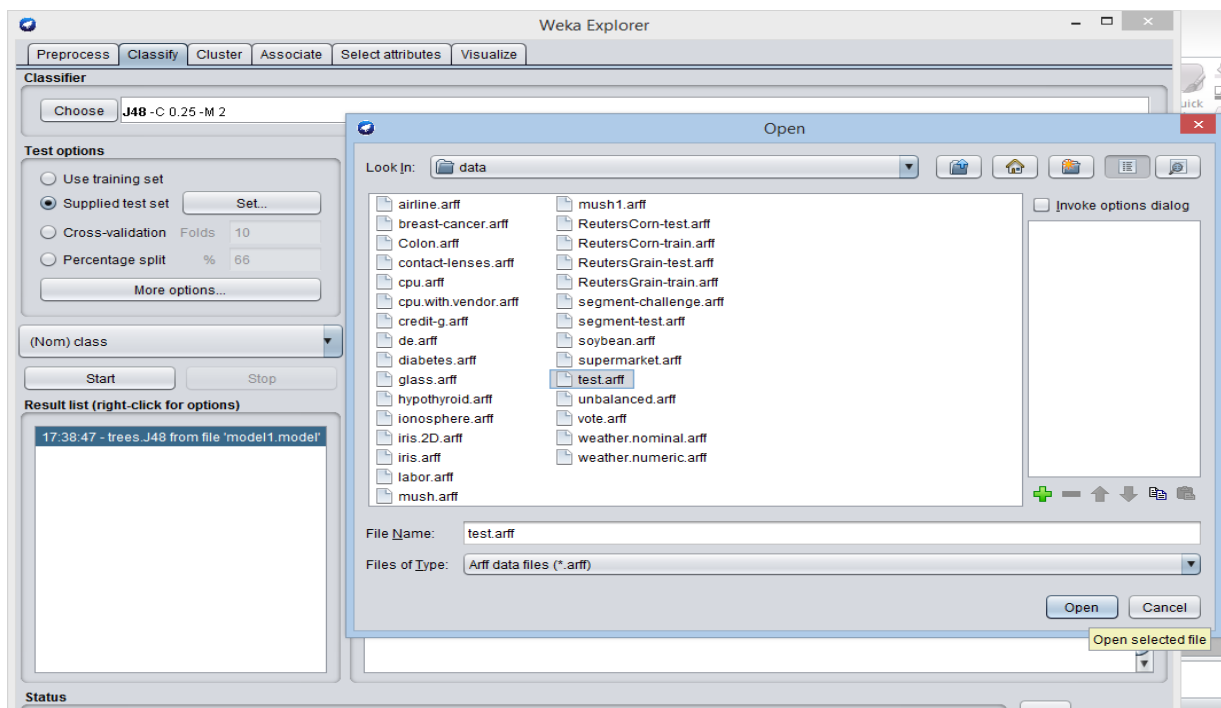 Weka Explorer
Preprocess Classify Cluster Associate Select attributes Visualize
Classifier
Choose J48 -C 0.25 -M 2
Test options
Use training set
Supplied test set Set...
Cross-validation Folds 10
Percentage split % 66
More options...
(Nom) class
Start Stop
Result list (right-click for options)
17:38:47 - trees.J48 from file 'model1.model'
Status
Open
Look In: data
airline.arff
breast-cancer.arff
Colon.arff
contact-lenses.arff
cpu.arff
cpu.with.vendor.arff
credit-g.arff
de.arff
diabetes.arff
glass.arff
hypothyroid.arff
ionosphere.arff
iris.2D.arff
iris.arff
labor.arff
mush.arff
mush1.arff
ReutersCorn-test.arff
ReutersCorn-train.arff
ReutersGrain-test.arff
ReutersGrain-train.arff
segment-challenge.arff
segment-test.arff
soybean.arff
supermarket.arff
test.arff
unbalanced.arff
vote.arff
weather.nominal.arff
weather.numeric.arff
Invoke options dialog
File Name: test.arff
Files of Type: Arff data files (*.arff)
Open Cancel
Open selected file